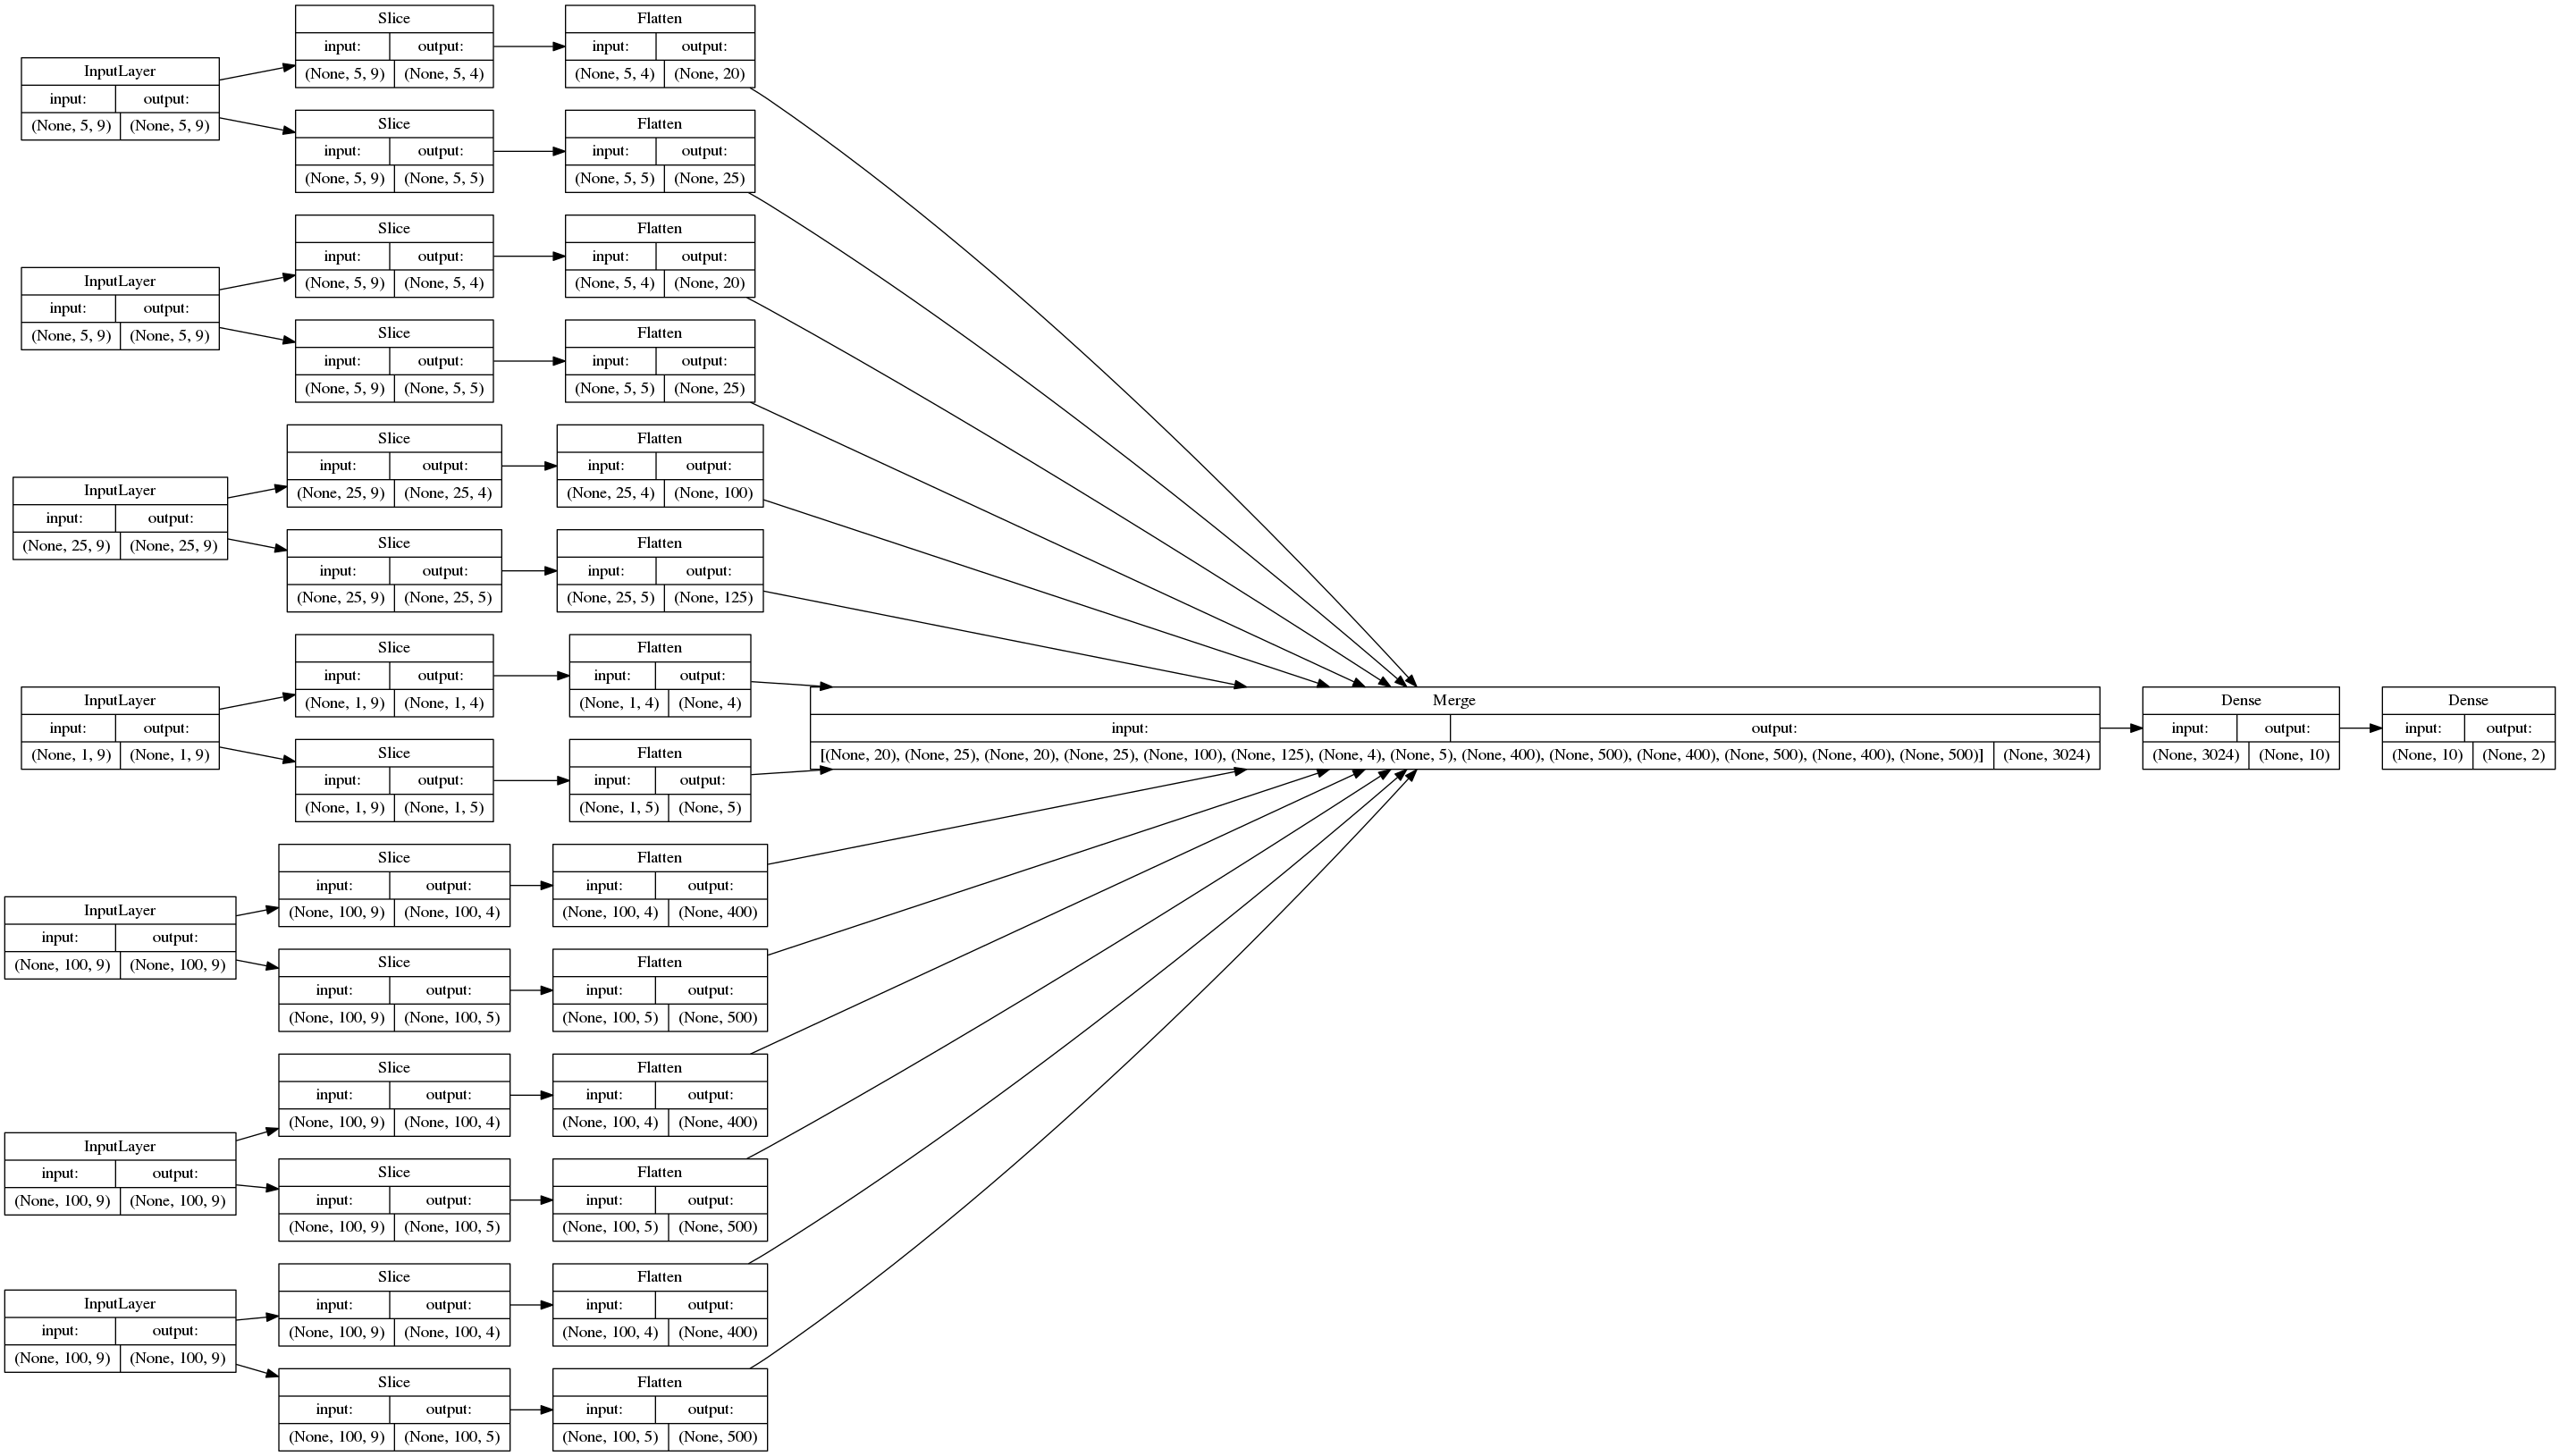 Slice
input: output:
(None, 5, 9) (None, 5, 4)
Flatten
input: output:
(None, 5, 4) (None, 20)
InputLayer
input: output:
(None, 5, 9) (None, 5, 9)
Slice
input: output:
(None, 5, 9) (None, 5, 5)
Flatten
input: output:
(None, 5, 5) (None, 25)
Slice
input: output:
(None, 5, 9) (None, 5, 4)
Flatten
input: output:
(None, 5, 4) (None, 20)
InputLayer
input: output:
(None, 5, 9) (None, 5, 9)
Slice
input: output:
(None, 5, 9) (None, 5, 5)
Flatten
input: output:
(None, 5, 5) (None, 25)
Slice
input: output:
(None, 25, 9) (None, 25, 4)
Flatten
input: output:
(None, 25, 4) (None, 100)
InputLayer
input: output:
(None, 25, 9) (None, 25, 9)
Slice
input: output:
(None, 25, 9) (None, 25, 5)
Flatten
input: output:
(None, 25, 5) (None, 125)
Slice
input: output:
(None, 1, 9) (None, 1, 4)
Flatten
input: output:
(None, 1, 4) (None, 4)
InputLayer
input: output:
(None, 1, 9) (None, 1, 9)
Slice
input: output:
(None, 1, 9) (None, 1, 5)
Flatten
input: output:
(None, 1, 5) (None, 5)
Slice
input: output:
(None, 100, 9) (None, 100, 4)
Flatten
input: output:
(None, 100, 4) (None, 400)
InputLayer
input: output:
(None, 100, 9) (None, 100, 9)
Slice
input: output:
(None, 100, 9) (None, 100, 5)
Flatten
input: output:
(None, 100, 5) (None, 500)
Slice
input: output:
(None, 100, 9) (None, 100, 4)
Flatten
input: output:
(None, 100, 4) (None, 400)
InputLayer
input: output:
(None, 100, 9) (None, 100, 9)
Slice
input: output:
(None, 100, 9) (None, 100, 5)
Flatten
input: output:
(None, 100, 5) (None, 500)
Slice
input: output:
(None, 100, 9) (None, 100, 4)
Flatten
input: output:
(None, 100, 4) (None, 400)
InputLayer
input: output:
(None, 100, 9) (None, 100, 9)
Slice
input: output:
(None, 100, 9) (None, 100, 5)
Flatten
input: output:
(None, 100, 5) (None, 500)
Merge
input: output:
[(None, 20), (None, 25), (None, 20), (None, 25), (None, 100), (None, 125), (None, 4), (None, 5), (None, 400), (None, 500), (None, 400), (None, 500), (None, 400), (None, 500)] (None, 3024)
Dense
input: output:
(None, 3024) (None, 10)
Dense
input: output:
(None, 10) (None, 2)